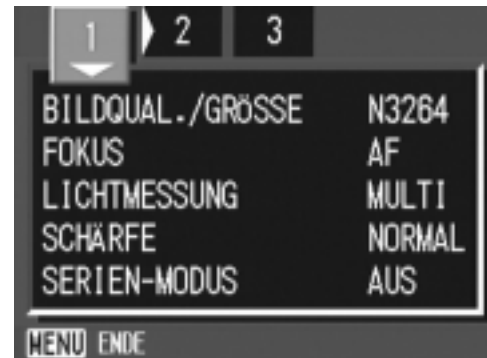 1 2 3
BILDQUAL./GRÖSSE N3264
FOKUS AF
LICHTMESSUNG MULTI
SCHÄRFE NORMAL
SERIEN-MODUS AUS
MENU ENDE